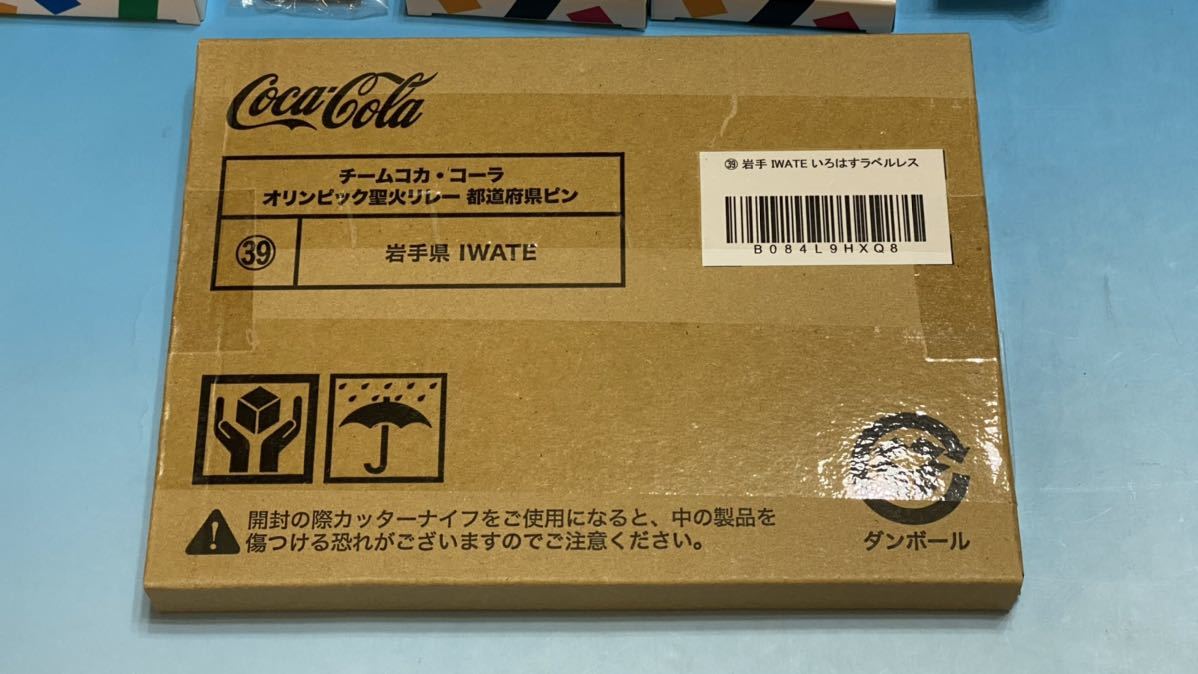 Coca-Cola
チームコカ・コーラ
オリンピック聖火リレー 都道府県ピン
㊴ 岩手県 IWATE
㊴ 岩手 IWATE いろはすラベルレス
B084L9HXQ8
開封の際カッターナイフをご使用になると、中の製品を
傷つける恐れがございますのでご注意ください。
ダンボール